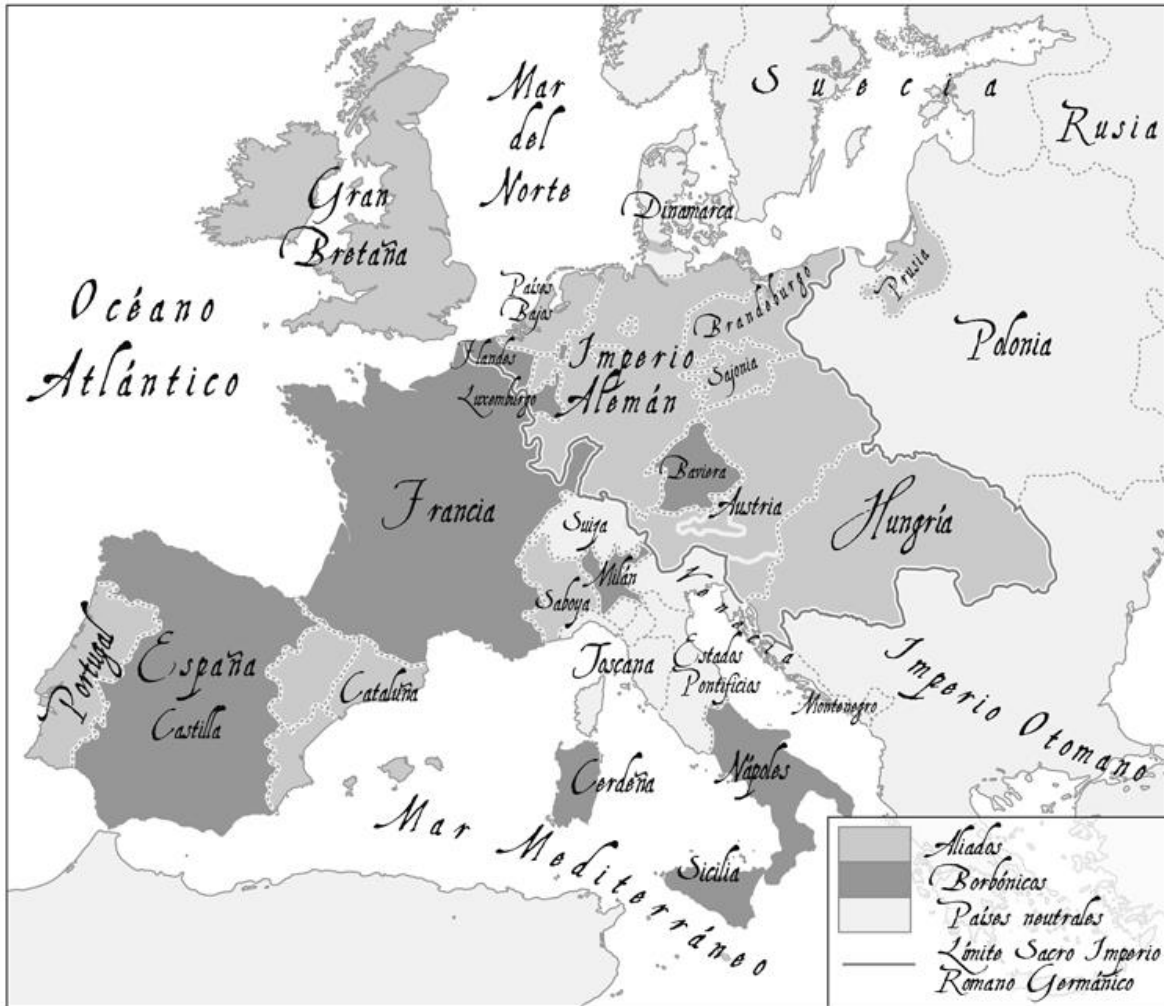 Mar
del
Norte
Suecia
Rusia
Gran
Bretaña
Dinamarca
Océano
Atlántico
Países
Bajos
Brandeburgo
Prusia
Polonia
Flandes
Imperio
Alemán
Sajonia
Luxemburgo
Francia
Baviera
Austria
Hungría
Suiza
Milán
Saboya
Venecia
Portugal
España
Castilla
Cataluña
Toscana
Estados
Pontificios
Montenegro
Imperio Otomano
Cerdeña
Nápoles
Sicilia
Mar Mediterráneo
Aliados
Borbónicos
Países neutrales
Límite Sacro Imperio
Romano Germánico